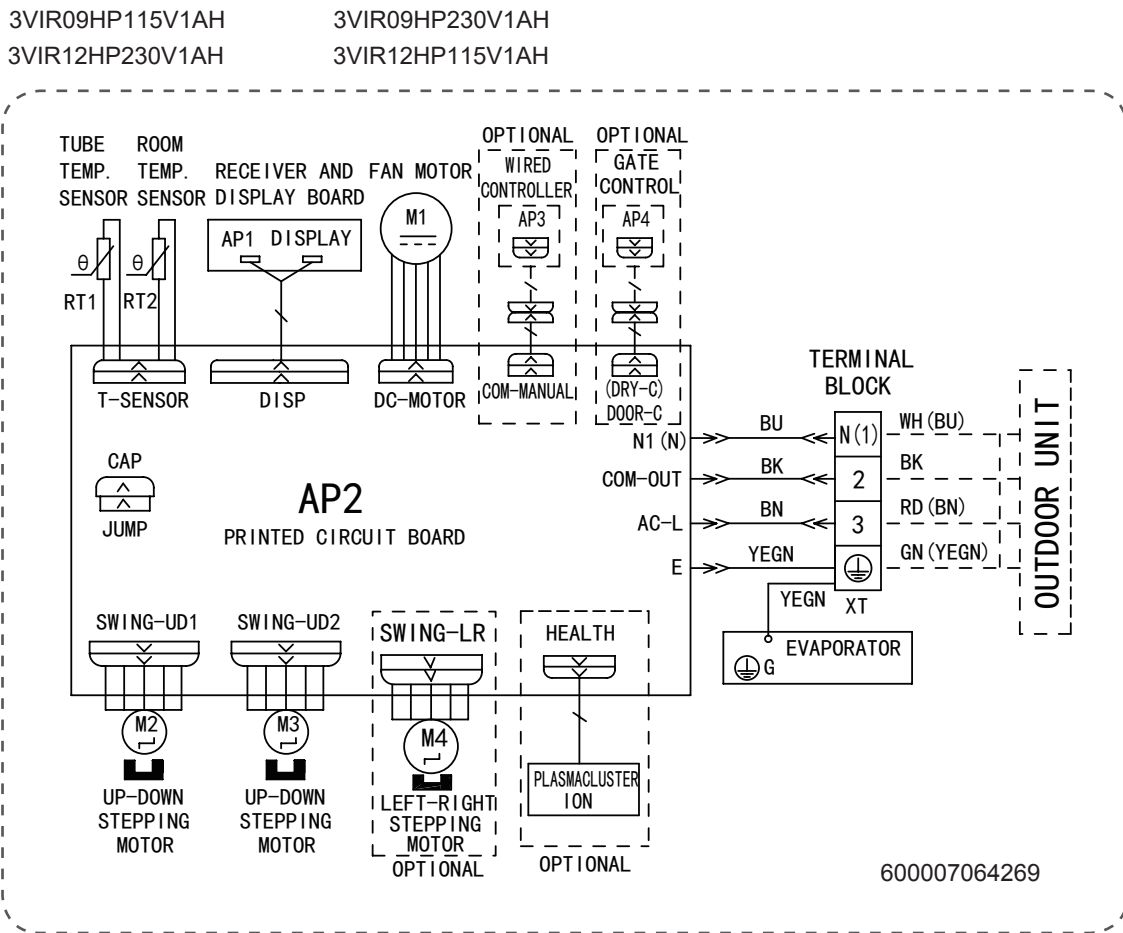 3VIR09HP115V1AH 3VIR09HP230V1AH
3VIR12HP230V1AH 3VIR12HP115V1AH
TUBE
TEMP.
SENSOR
ROOM
TEMP.
SENSOR
RECEIVER AND
DISPLAY BOARD
FAN MOTOR
OPTIONAL
WIRED
CONTROLLER
OPTIONAL
GATE
CONTROL
AP1 DISPLAY
M1
AP3
AP4
θ
RT1
θ
RT2
T-SENSOR
DISP
DC-MOTOR
COM-MANUAL
(DRY-C)
DOOR-C
TERMINAL
BLOCK
N1(N)
BU
N(1)
WH(BU)
COM-OUT
BK
2
BK
AC-L
BN
3
RD(BN)
E
YEGN
GN(YEGN)
OUTDOOR UNIT
YEGN
XT
EVAPORATOR
G
CAP
JUMP
AP2
PRINTED CIRCUIT BOARD
SWING-UD1
SWING-UD2
SWING-LR
HEALTH
M2
M3
M4
UP-DOWN
STEPPING
MOTOR
UP-DOWN
STEPPING
MOTOR
LEFT-RIGHT
STEPPING
MOTOR
OPTIONAL
PLASMACLUSTER
ION
OPTIONAL
600007064269